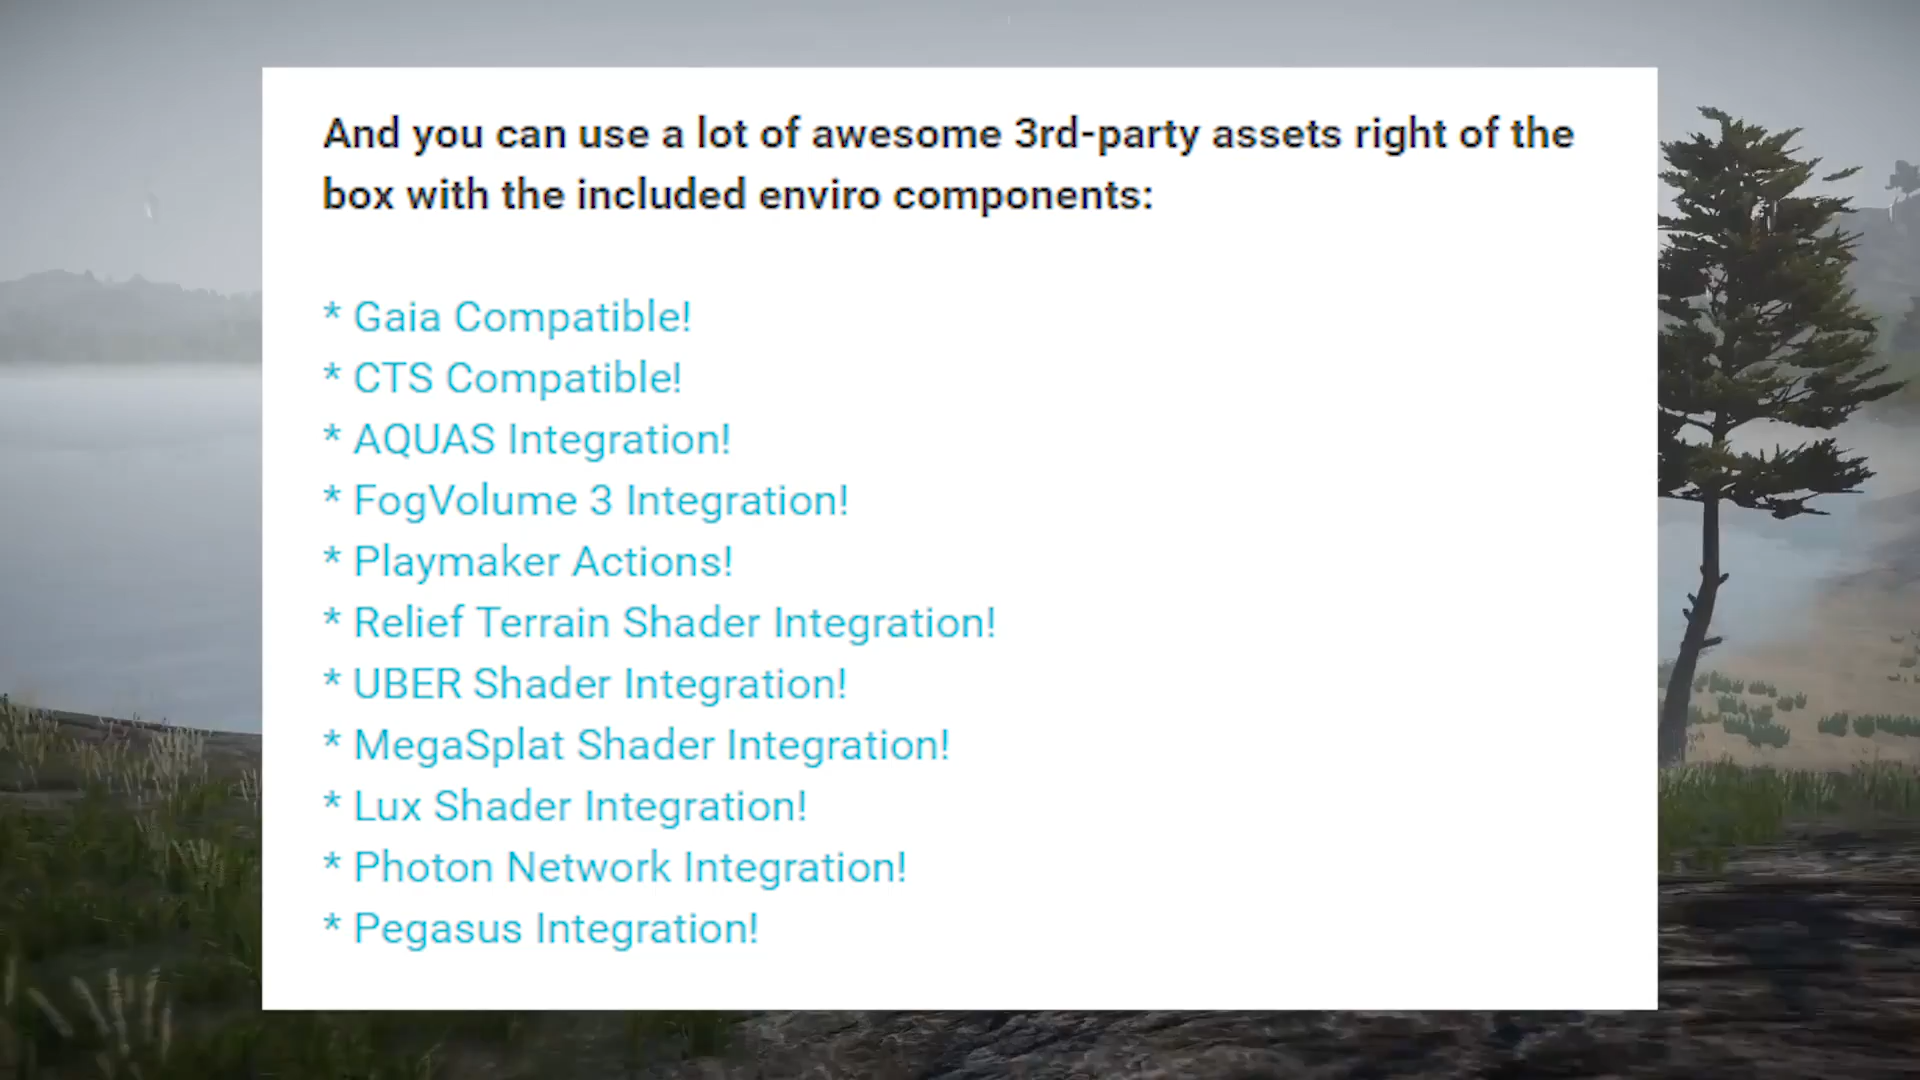 And you can use a lot of awesome 3rd-party assets right of the
box with the included enviro components:
* Gaia Compatible!
* CTS Compatible!
* AQUAS Integration!
* FogVolume 3 Integration!
* Playmaker Actions!
* Relief Terrain Shader Integration!
* UBER Shader Integration!
* MegaSplat Shader Integration!
* Lux Shader Integration!
* Photon Network Integration!
* Pegasus Integration!